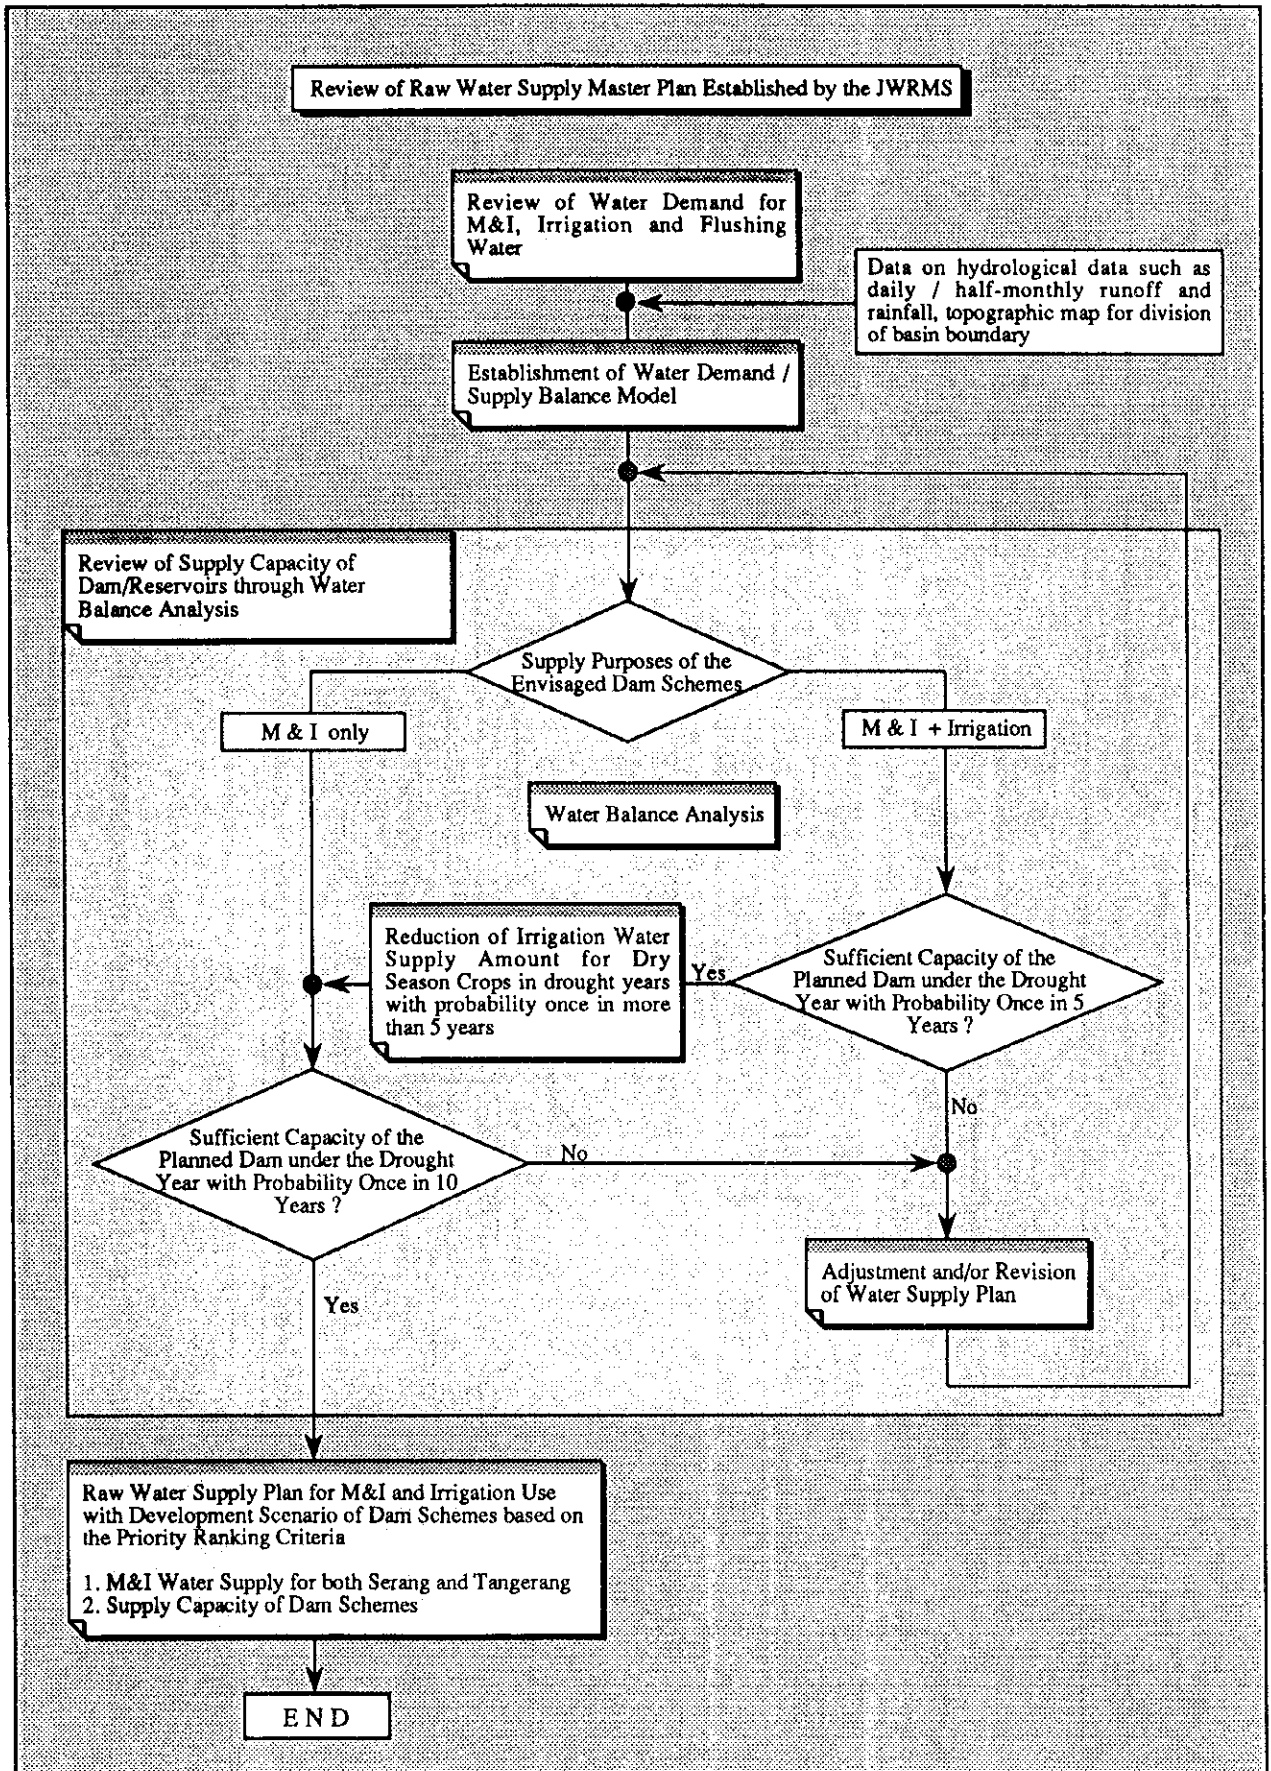 Review of Raw Water Supply Master Plan Established by the JWRMS
Review of Water Demand for
M&I, Irrigation and Flushing
Water
Data on hydrological data such as
daily / half-monthly runoff and
rainfall, topographic map for division
of basin boundary
Establishment of Water Demand /
Supply Balance Model
Review of Supply Capacity of
Dam/Reservoirs through Water
Balance Analysis
Supply Purposes of the
Envisaged Dam Schemes
M & I only
M & I + Irrigation
Water Balance Analysis
Reduction of Irrigation Water
Supply Amount for Dry
Season Crops in drought years
with probability once in more
than 5 years
Yes
Sufficient Capacity of the
Planned Dam under the Drought
Year with Probability Once in 5
Years ?
No
Sufficient Capacity of the
Planned Dam under the Drought
Year with Probability Once in 10
Years ?
No
Adjustment and/or Revision
of Water Supply Plan
Yes
Raw Water Supply Plan for M&I and Irrigation Use
with Development Scenario of Dam Schemes based on
the Priority Ranking Criteria
1. M&I Water Supply for both Serang and Tangerang
2. Supply Capacity of Dam Schemes
END